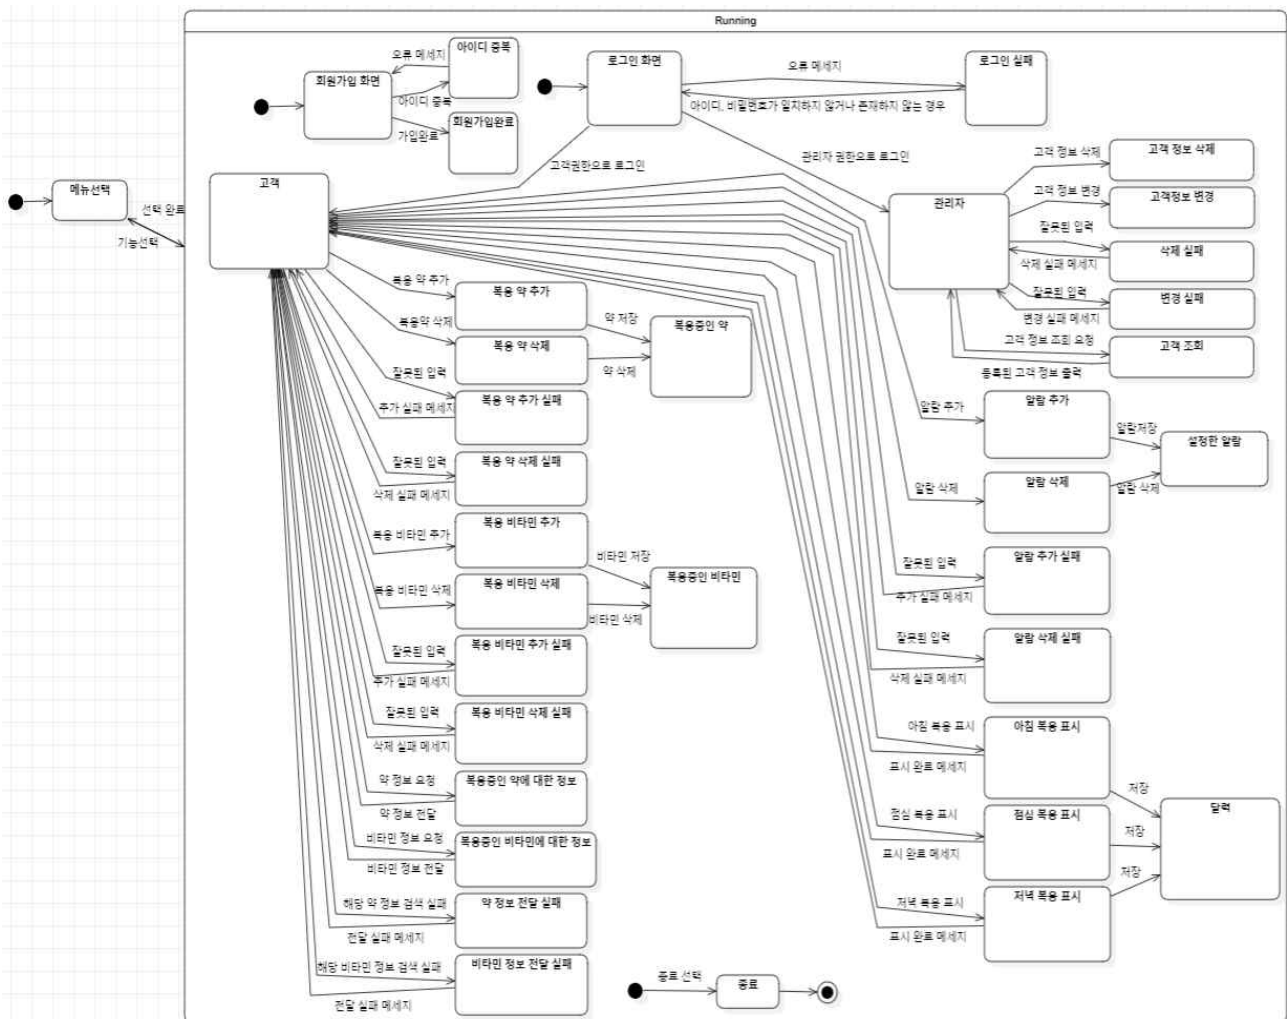 Running
아이디 중복
오류 메세지
회원가입 화면
아이디 중복
회원가입완료
가입완료
로그인 화면
오류 메세지
로그인 실패
아이디, 비밀번호가 일치하지 않거나 존재하지 않는 경우
고객권한으로 로그인
관리자 권한으로 로그인
메뉴선택
선택 완료
기능선택
고객
관리자
고객 정보 삭제
고객 정보 삭제
고객 정보 변경
고객정보 변경
잘못된 입력
삭제 실패
삭제 실패 메세지
잘못된 입력
변경 실패
변경 실패 메세지
고객 정보 조회 요청
고객 조회
등록된 고객 정보 출력
복용 약 추가
복용 약 추가
약 저장
복용중인 약
복용약 삭제
복용 약 삭제
약 삭제
잘못된 입력
복용 약 추가 실패
추가 실패 메세지
잘못된 입력
복용 약 삭제 실패
삭제 실패 메세지
복용 비타민 추가
복용 비타민 추가
비타민 저장
복용중인 비타민
복용 비타민 삭제
복용 비타민 삭제
비타민 삭제
잘못된 입력
복용 비타민 추가 실패
추가 실패 메세지
잘못된 입력
복용 비타민 삭제 실패
삭제 실패 메세지
약 정보 요청
복용중인 약에 대한 정보
약 정보 전달
비타민 정보 요청
복용중인 비타민에 대한 정보
비타민 정보 전달
해당 약 정보 검색 실패
약 정보 전달 실패
전달 실패 메세지
해당 비타민 정보 검색 실패
비타민 정보 전달 실패
전달 실패 메세지
알람 추가
알람 추가
알람저장
설정한 알람
알람 삭제
알람 삭제
알람 삭제
잘못된 입력
알람 추가 실패
추가 실패 메세지
잘못된 입력
알람 삭제 실패
삭제 실패 메세지
아침 복용 표시
아침 복용 표시
표시 완료 메세지
저장
달력
점심 복용 표시
점심 복용 표시
저장
표시 완료 메세지
저장
저녁 복용 표시
저녁 복용 표시
표시 완료 메세지
종료 선택
종료